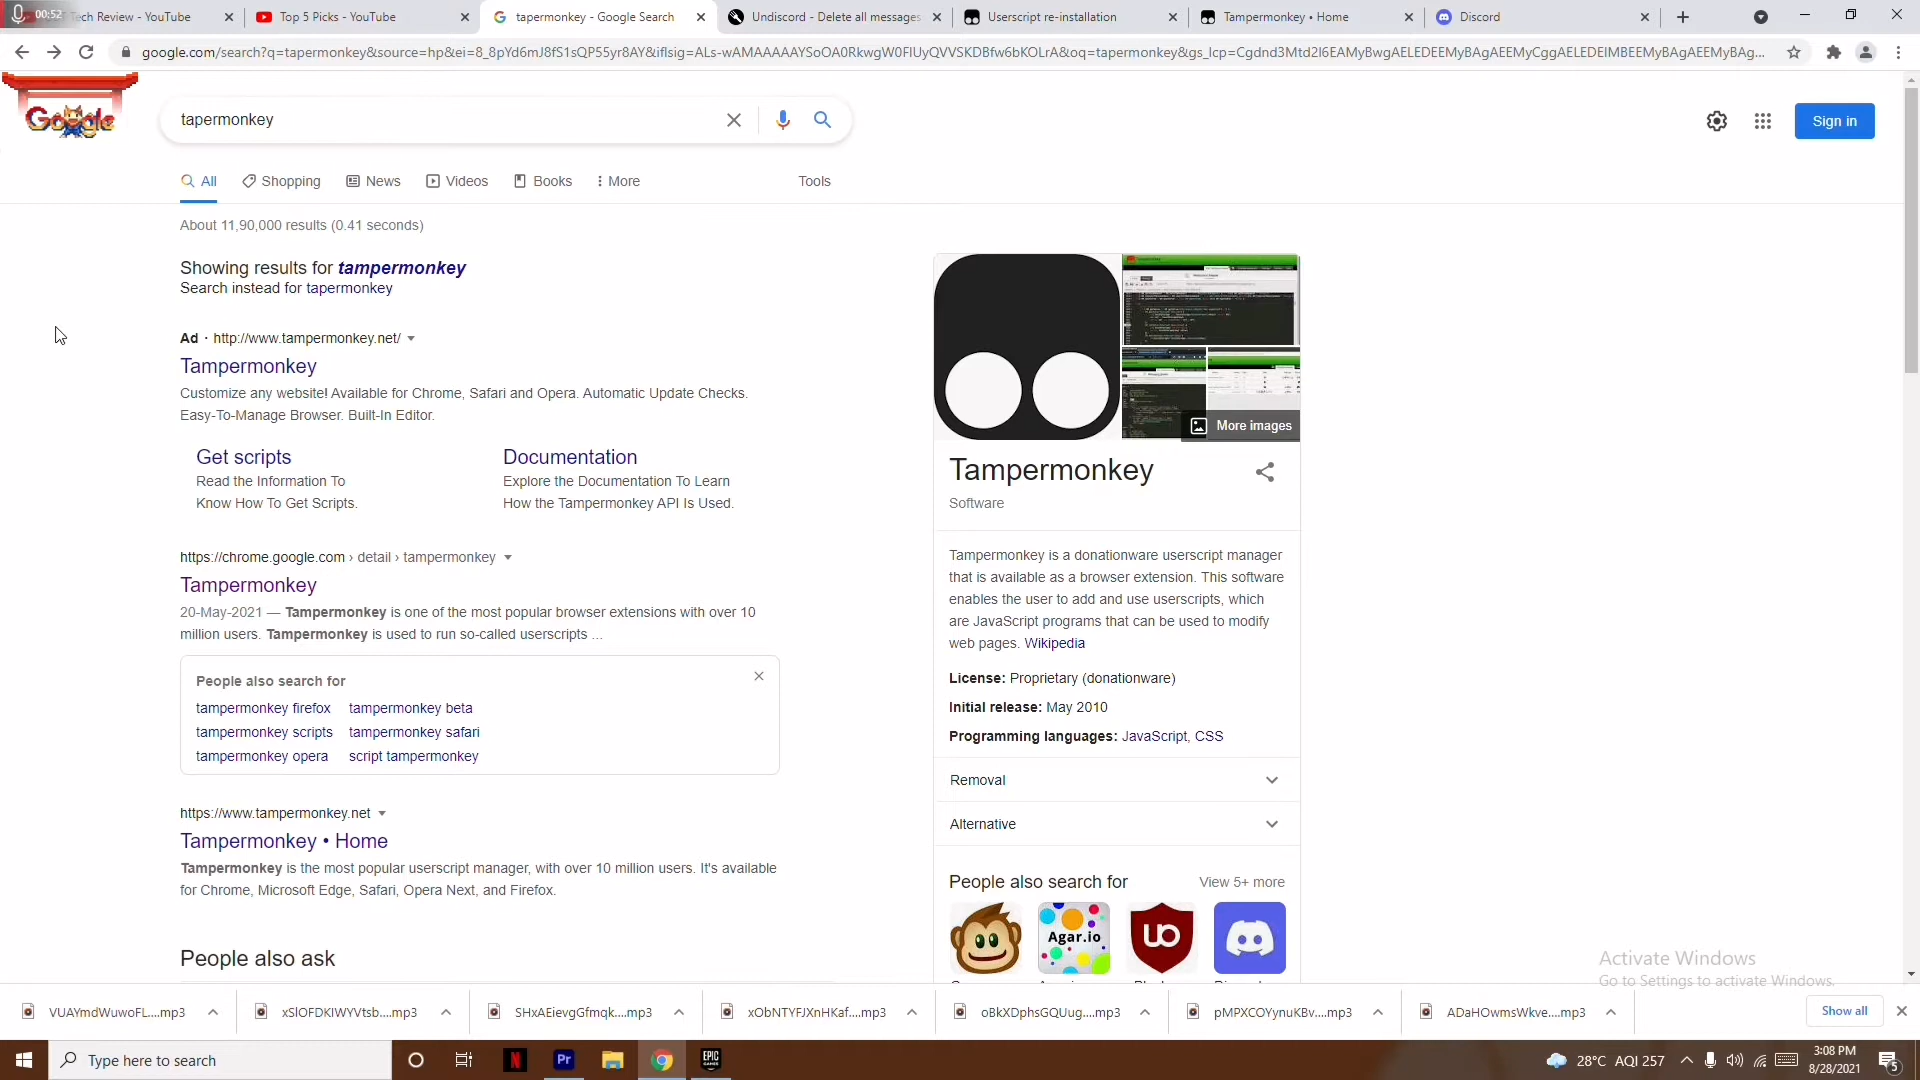 00:52
Tech Review - YouTube
Top 5 Picks - YouTube
tapermonkey - Google Search
Undiscord - Delete all messages
Userscript re-installation
Tampermonkey • Home
Discord
google.com/search?q=tapermonkey&source=hp&ei=8_8pYd6mJ8fS1sQP55yr8AY&iflsig=ALs-wAMAAAAAYSoOA0RkwgW0FlUyQVVSKDBfw6bKOLrA&oq=tapermonkey&gs_lcp=Cgdnd3Mtd2l6EAMyBwgAELEDEEMyBAgAEEMyCggAELEDEIMBEEMyBAgAEEMyBAg...
Google
tapermonkey
Sign in
All
Shopping
News
Videos
Books
More
Tools
About 11,90,000 results (0.41 seconds)
Showing results for tampermonkey
Search instead for tapermonkey
Ad · http://www.tampermonkey.net/
Tampermonkey
Customize any website! Available for Chrome, Safari and Opera. Automatic Update Checks.
Easy-To-Manage Browser. Built-In Editor.
Get scripts
Read the Information To
Know How To Get Scripts.
Documentation
Explore the Documentation To Learn
How the Tampermonkey API Is Used.
https://chrome.google.com › detail › tampermonkey
Tampermonkey
20-May-2021 — Tampermonkey is one of the most popular browser extensions with over 10
million users. Tampermonkey is used to run so-called userscripts ...
People also search for
tampermonkey firefox
tampermonkey beta
tampermonkey scripts
tampermonkey safari
tampermonkey opera
script tampermonkey
https://www.tampermonkey.net
Tampermonkey • Home
Tampermonkey is the most popular userscript manager, with over 10 million users. It's available
for Chrome, Microsoft Edge, Safari, Opera Next, and Firefox.
People also ask
More images
Tampermonkey
Software
Tampermonkey is a donationware userscript manager
that is available as a browser extension. This software
enables the user to add and use userscripts, which
are JavaScript programs that can be used to modify
web pages. Wikipedia
License: Proprietary (donationware)
Initial release: May 2010
Programming languages: JavaScript, CSS
Removal
Alternative
People also search for
View 5+ more
Agar.io
Activate Windows
Go to Settings to activate Windows.
VUAYmdWuwoFL....mp3
xSlOFDKIWYVtsb....mp3
SHxAEievgGfmqk....mp3
xObNTYFJXnHKaf....mp3
oBkXDphsGQUug....mp3
pMPXCOYynuKBv....mp3
ADaHOwmsWkve....mp3
Show all
Type here to search
N
Pr
EPIC
GAMES
28°C AQI 257
3:08 PM
8/28/2021
5